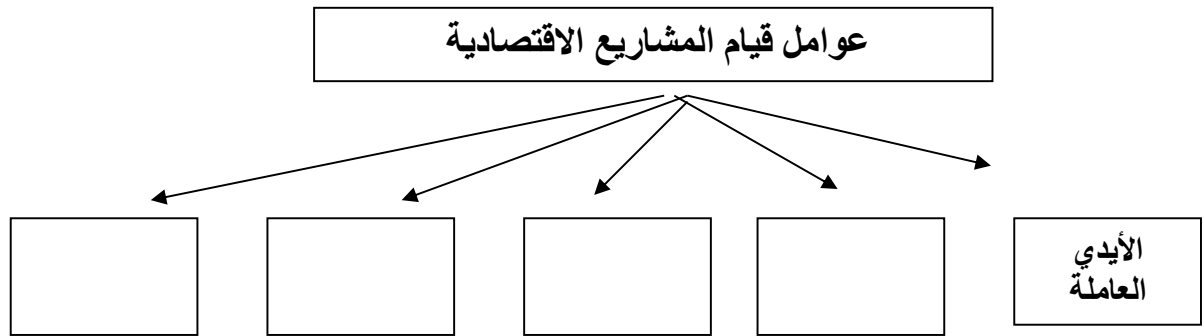 عوامل قيام المشاريع الاقتصادية
الأيدي
العاملة